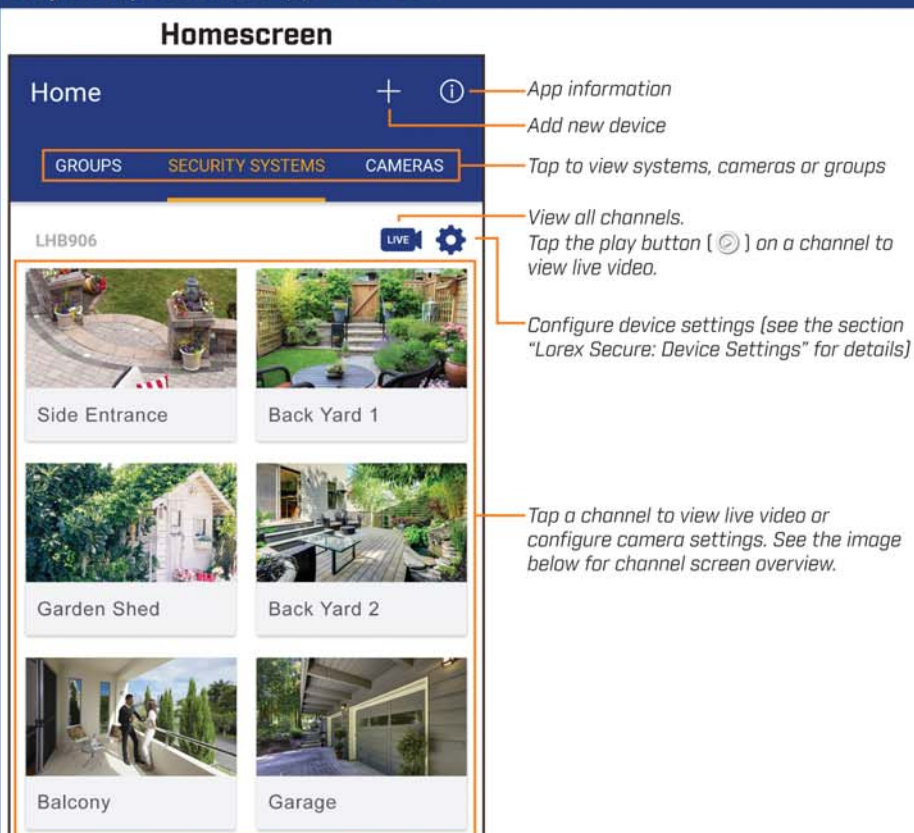 Homescreen
Home
App information
Add new device
GROUPS SECURITY SYSTEMS CAMERAS
Tap to view systems, cameras or groups
LHB906
LIVE
View all channels.
Tap the play button ( ) on a channel to
view live video.
Configure device settings (see the section
"Lorex Secure: Device Settings" for details)
Side Entrance
Back Yard 1
Tap a channel to view live video or
configure camera settings. See the image
below for channel screen overview.
Garden Shed
Back Yard 2
Balcony
Garage